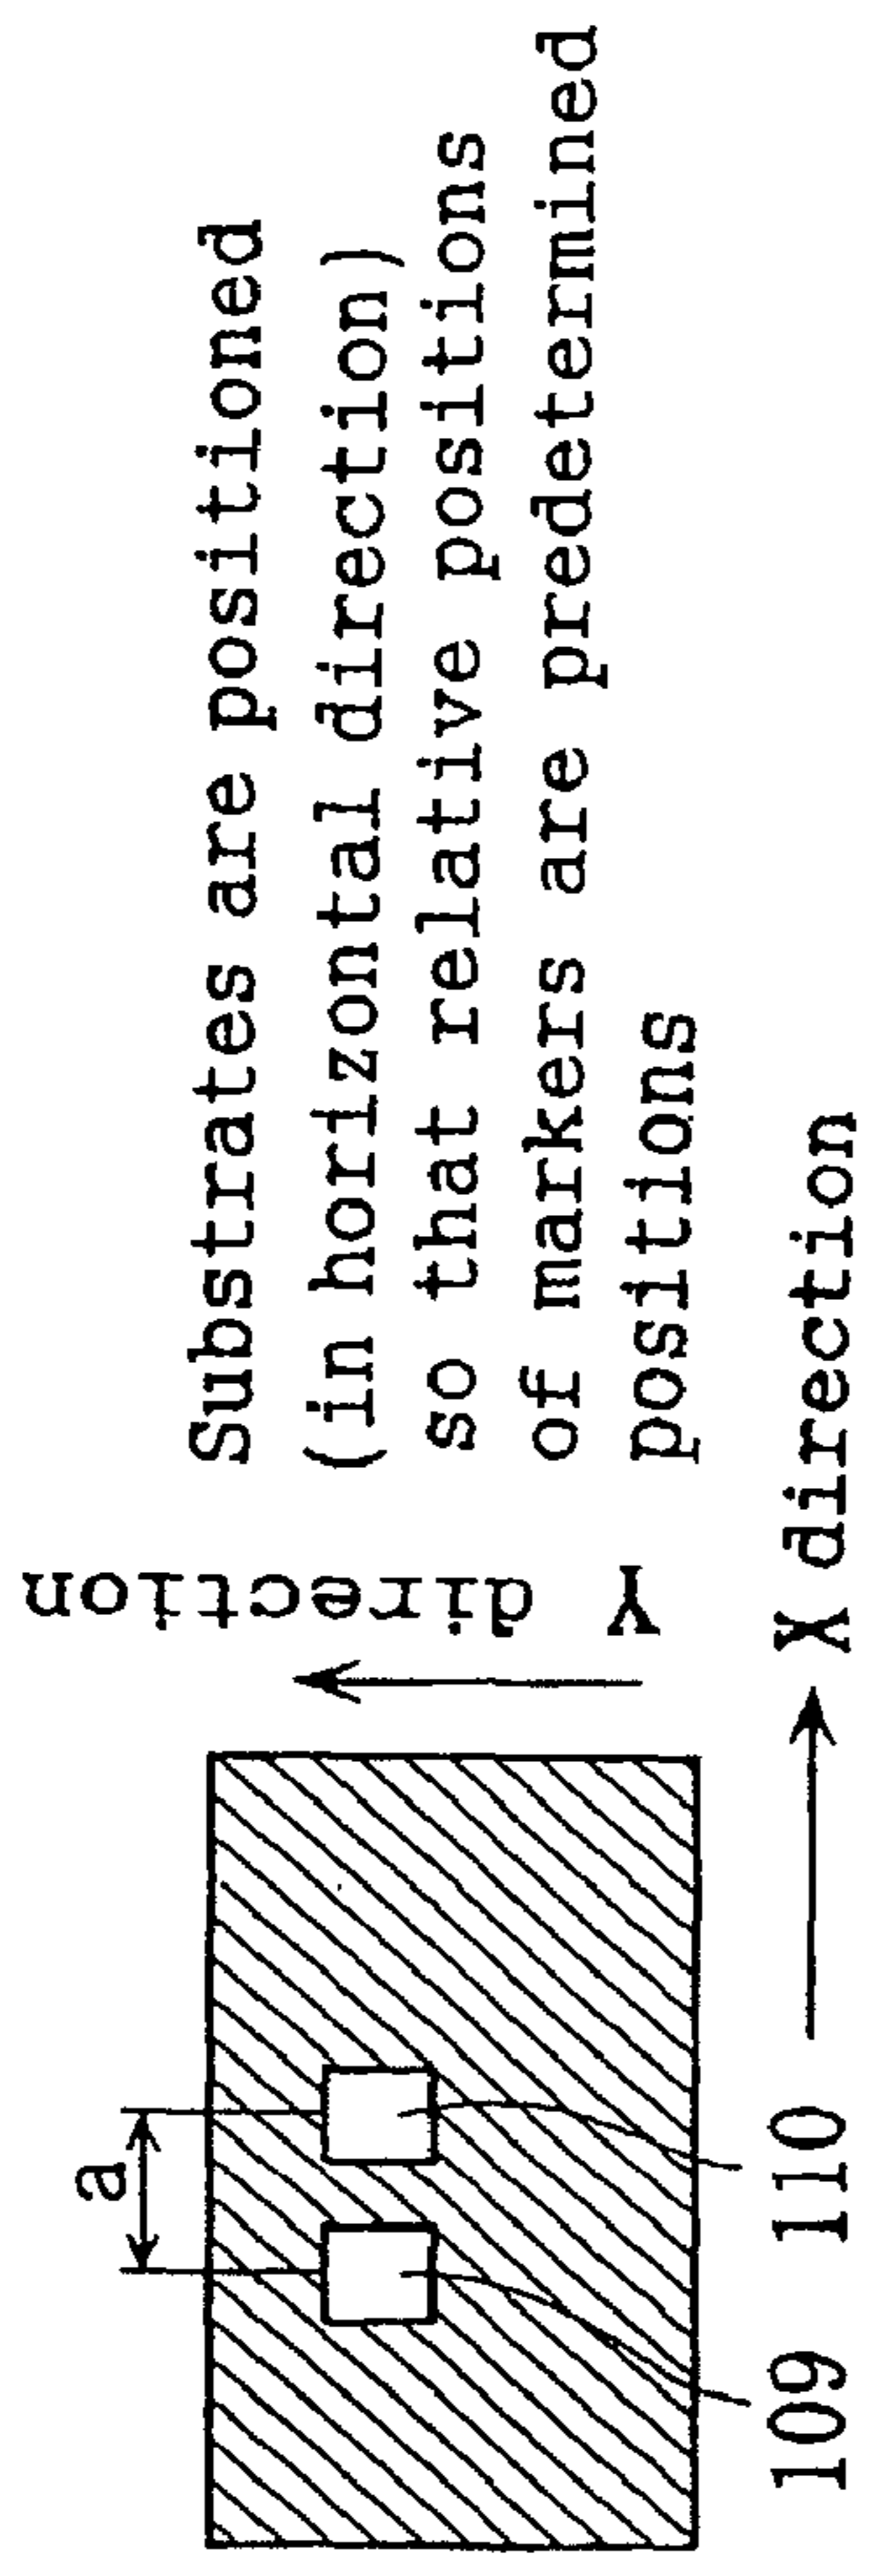 Substrates are positioned
(in horizontal direction)
so that relative positions
of markers are predetermined
positions
Y direction
X direction
a
109
110